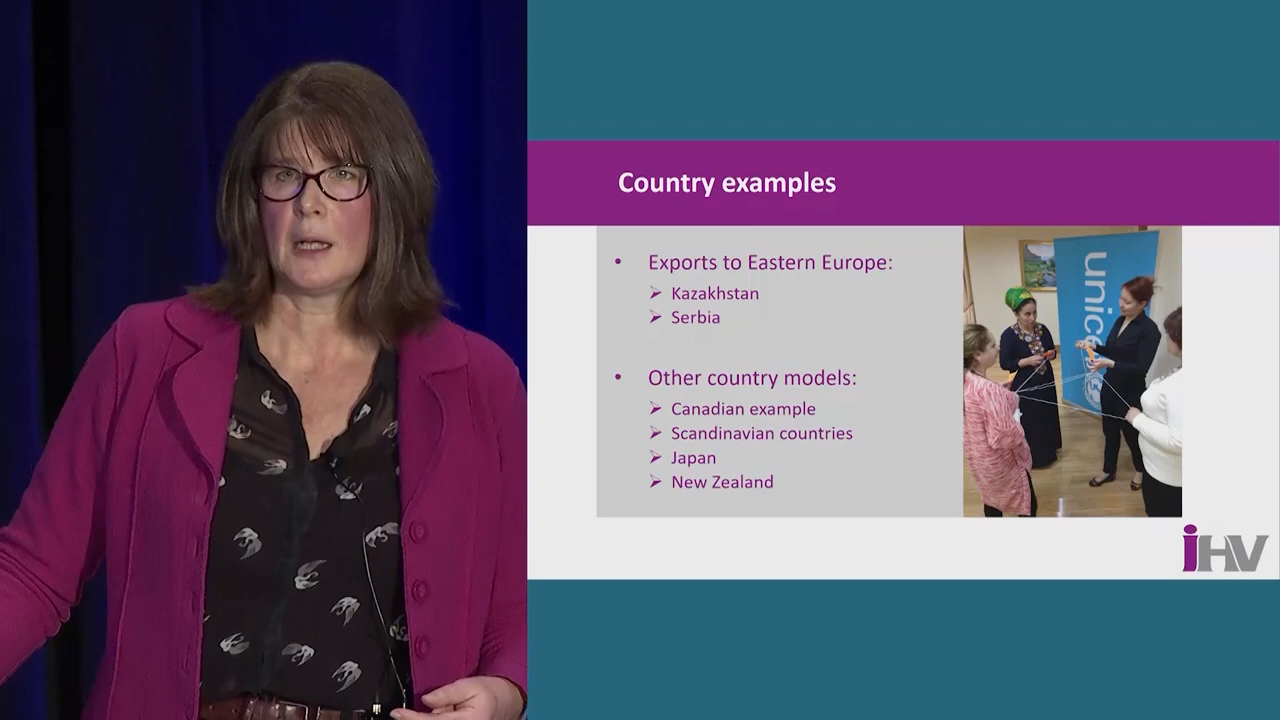 Country examples
• Exports to Eastern Europe:
➢ Kazakhstan
➢ Serbia
• Other country models:
➢ Canadian example
➢ Scandinavian countries
➢ Japan
➢ New Zealand
unice
iHV